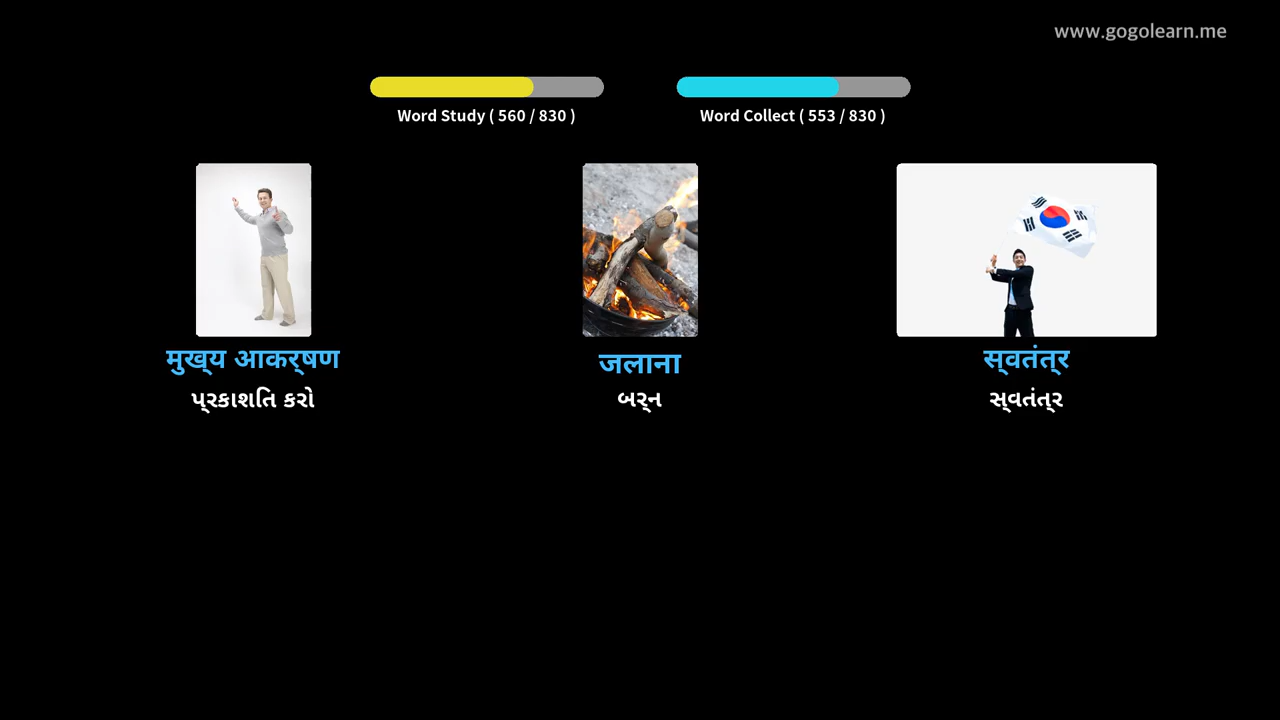 www.gogolearn.me
Word Study ( 560 / 830 )
Word Collect ( 553 / 830 )
मुख्य आकर्षण
जलाना
स्वतंत्र
પ્રકાશિત કરો
બર્ન
સ્વતંત્ર